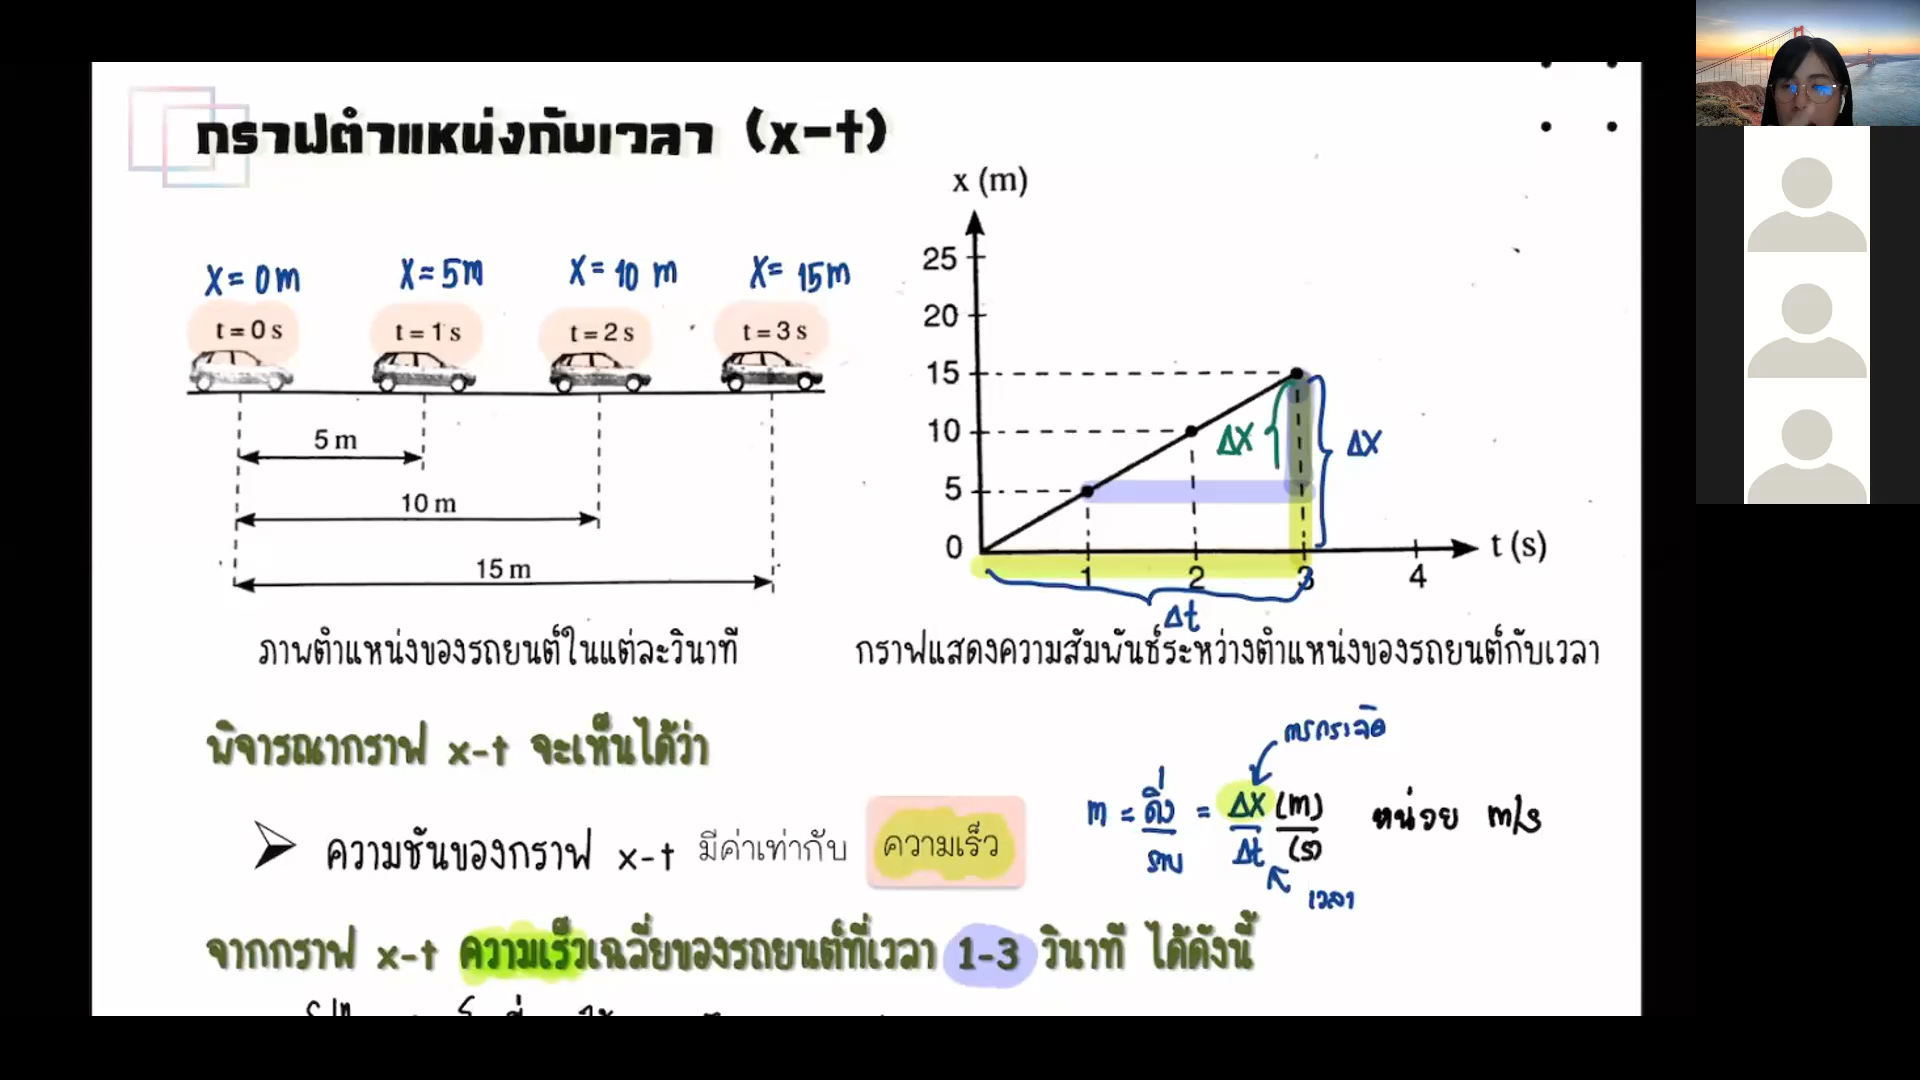 กราฟตำแหน่งกับเวลา (x-t)
x = 0 m x = 5 m x = 10 m x = 15 m
t = 0 s t = 1 s t = 2 s t = 3 s
5 m
10 m
15 m
ภาพตำแหน่งของรถยนต์ในแต่ละวินาที
x (m)
25
20
15
10
5
0
1 2 3 4
t (s)
Δx
Δx
Δt
กราฟแสดงความสัมพันธ์ระหว่างตำแหน่งของรถยนต์กับเวลา
พิจารณากราฟ x-t จะเห็นได้ว่า
การกระจัด
ความชันของกราฟ x-t มีค่าเท่ากับ ความเร็ว
m = ดิ่ง = Δx (m) หน่วย m/s
ราบ Δt (s)
เวลา
จากกราฟ x-t ความเร็วเฉลี่ยของรถยนต์ที่เวลา 1-3 วินาที ได้ดังนี้